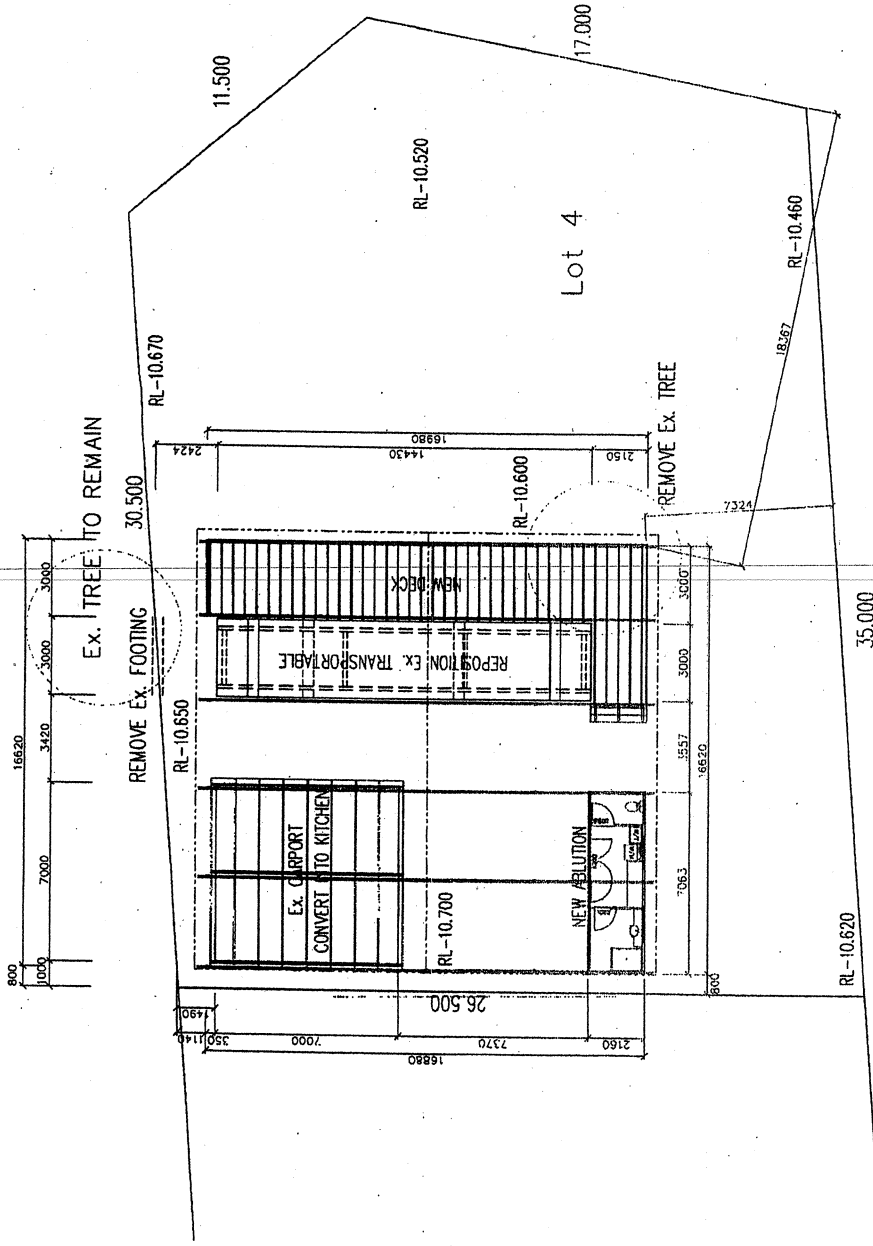 11.500
17.000
RL-10.520
Lot 4
RL-10.460
18367
RL-10.670
Ex. TREE TO REMAIN
30.500
REMOVE Ex. FOOTING
RL-10.650
16620
3000
3000
3420
7000
800
1000
2424
16980
14430
2150
RL-10.600
REMOVE Ex. TREE
7324
NEW DECK
REPOSITION Ex. TRANSPORTABLE
3000
3000
3557
16620
7063
800
35.000
Ex. CARPORT
CONVERT INTO KITCHEN
NEW ABLUTION
RL-10.700
RL-10.620
26.500
1490
1140
350
7000
7370
2160
16880